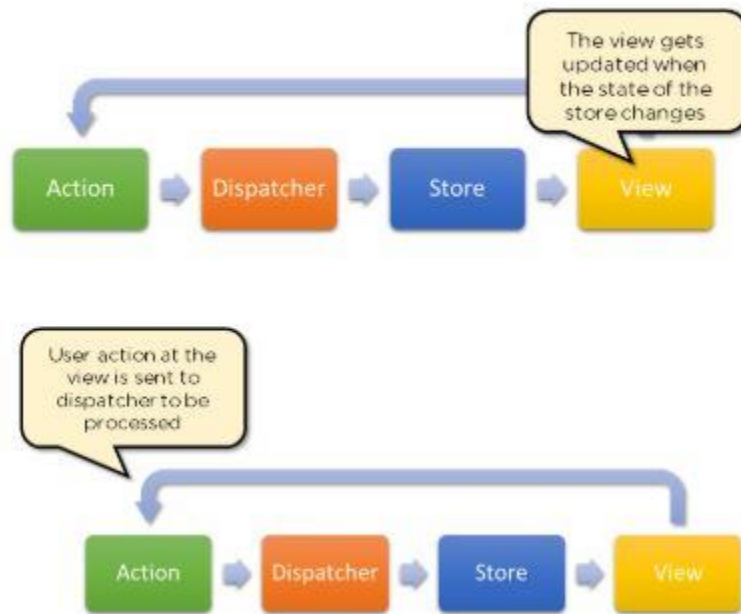 The view gets
updated when
the state of the
store changes
Action
Dispatcher
Store
View
User action at the
view is sent to
dispatcher to be
processed
Action
Dispatcher
Store
View